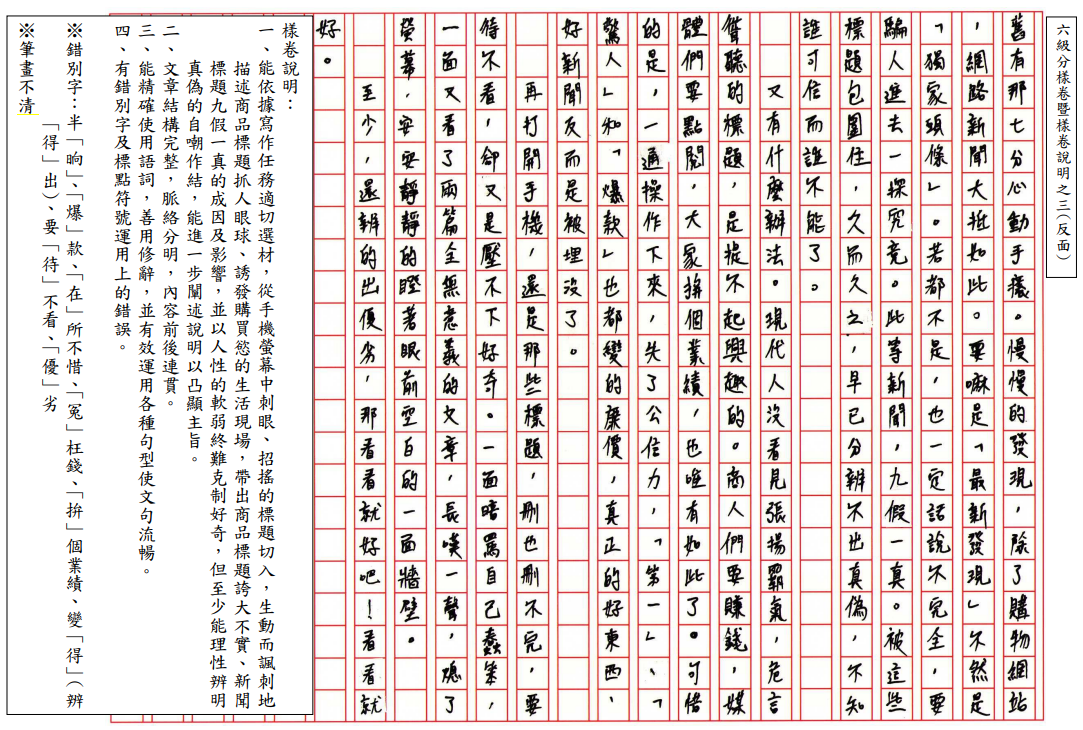 六級分樣卷暨樣卷說明之三(反面)
舊有那七分心動手癢。慢慢的發現，除了購物網站
，網路新聞大抵如此。要嘛是「最新發現」不然是
「獨家頭條」。若都不是，也一定話說不完全，要
騙人進去一探究竟。此等新聞，九假一真。被這些
標題包圍住，久而久之，早已分辨不出真偽，不知
誰可信而誰不能了。
又有什麼辦法。現代人沒看見張揚霸氣，危言
聳聽的標題，是提不起興趣的。商人們要賺錢，媒
體們要點閱，大家拚個業績，也唯有如此了。可惜
的是，一通操作下來，失了公信力，「第一」、「
驚人」和「爆款」也都變的廉價，真正的好東西、
好新聞反而是被埋沒了。
再打開手機，還是那些標題，刪也刪不完，要
待不看，卻又是壓不下好奇。一面暗罵自己蠢笨，
一面又看了兩篇全無意義的文章，長嘆一聲，熄了
螢幕，安安靜靜的瞪著眼前空白的一面牆壁。
至少，還辨的出優劣，那看看就好吧！看看就
好。
樣卷說明：
一、能依據寫作任務適切選材，從手機螢幕中刺眼、招搖的標題切入，生動而諷刺地
描述商品標題抓人眼球、誘發購買慾的生活現場，帶出商品標題誇大不實、新聞
標題九假一真的成因及影響，並以人性的軟弱終難克制好奇，但至少能理性辨明
真偽的自嘲作結，能進一步闡述說明以凸顯主旨。
二、文章結構完整，脈絡分明，內容前後連貫。
三、能精確使用語詞，善用修辭，並有效運用各種句型使文句流暢。
四、有錯別字及標點符號運用上的錯誤。
※錯別字：半「晌」、「爆」款、「在」所不惜、「冤」枉錢、「拚」個業績、變「得」(辨
「得」出)、要「待」不看、「優」劣
※筆畫不清